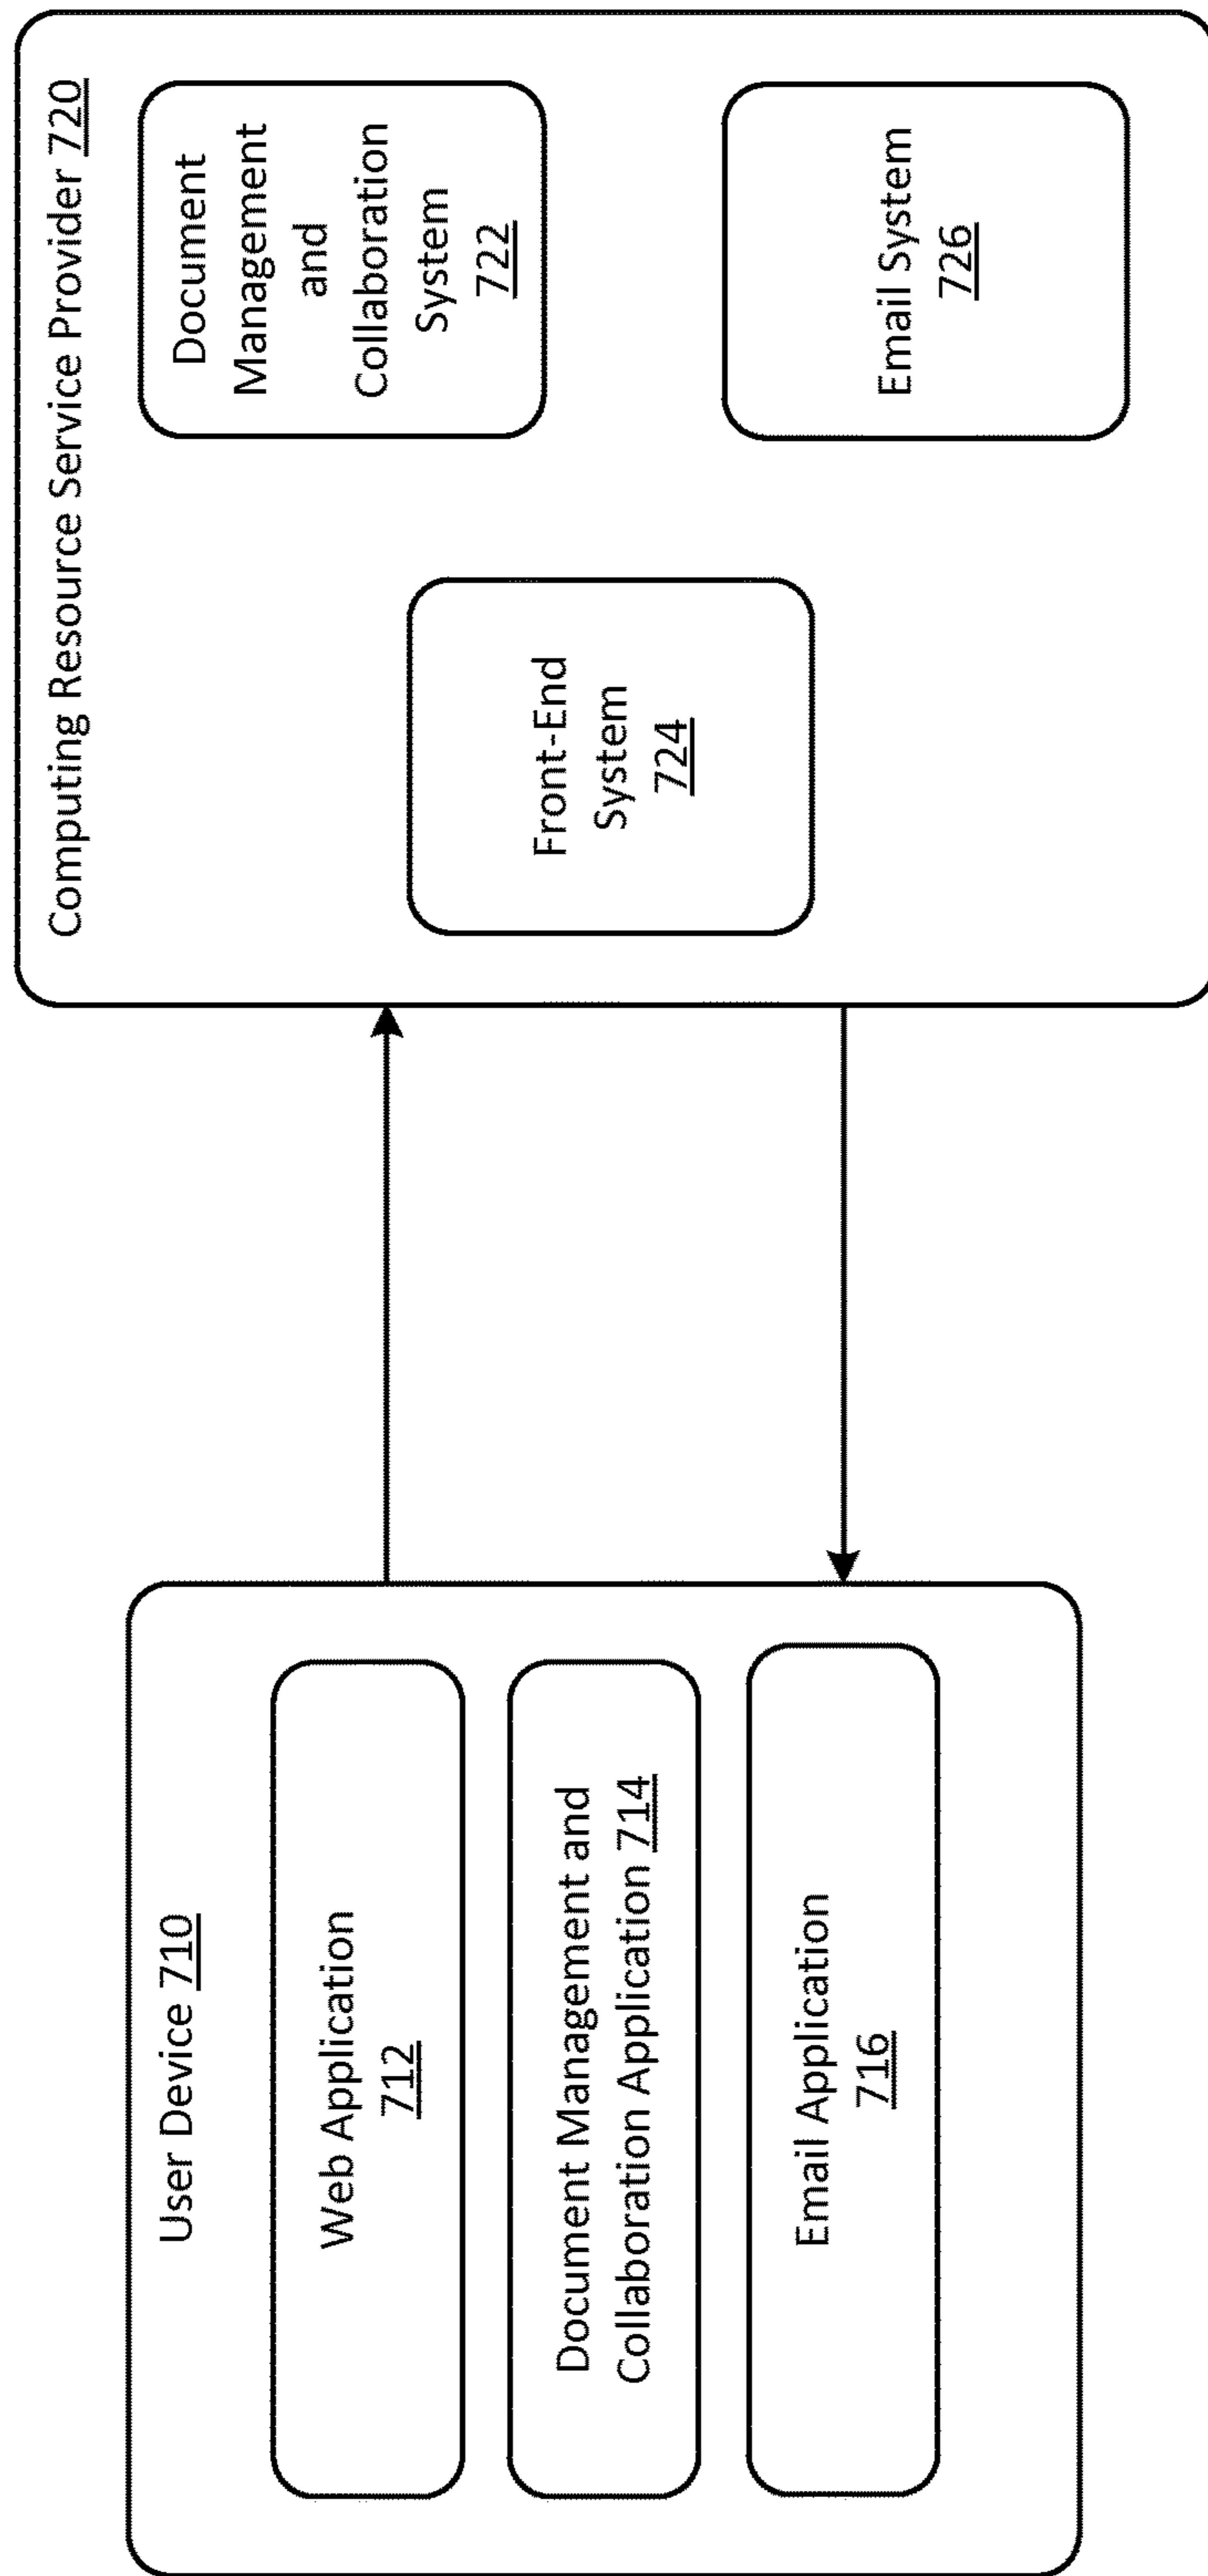 User Device 710
Web Application
712
Document Management and
Collaboration Application 714
Email Application
716
Computing Resource Service Provider 720
Document
Management
and
Collaboration
System
722
Front-End
System
724
Email System
726